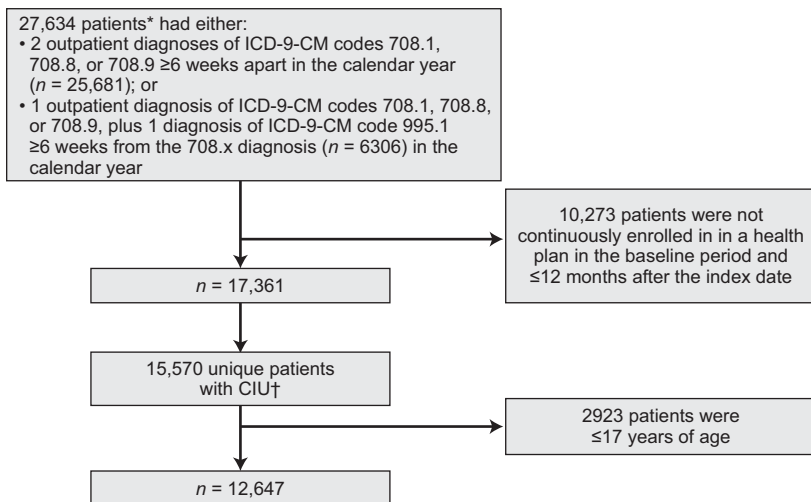 27,634 patients* had either:
• 2 outpatient diagnoses of ICD-9-CM codes 708.1,
708.8, or 708.9 ≥6 weeks apart in the calendar year
(n = 25,681); or
• 1 outpatient diagnosis of ICD-9-CM codes 708.1, 708.8,
or 708.9, plus 1 diagnosis of ICD-9-CM code 995.1
≥6 weeks from the 708.x diagnosis (n = 6306) in the
calendar year
10,273 patients were not
continuously enrolled in in a health
plan in the baseline period and
≤12 months after the index date
n = 17,361
15,570 unique patients
with CIU†
2923 patients were
≤17 years of age
n = 12,647